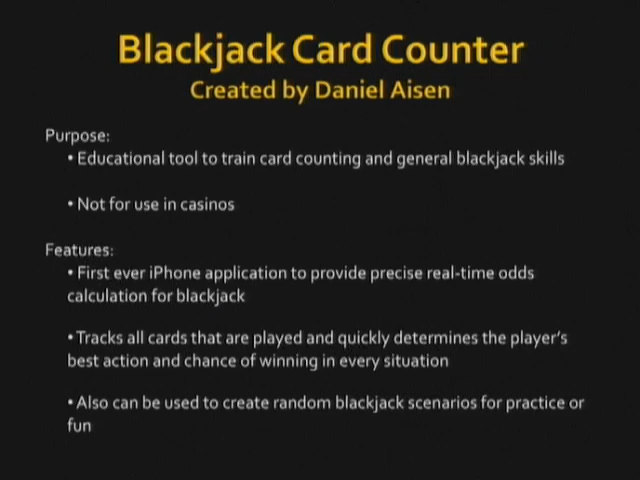 Blackjack Card Counter
Created by Daniel Aisen
Purpose:
• Educational tool to train card counting and general blackjack skills
• Not for use in casinos
Features:
• First ever iPhone application to provide precise real-time odds
calculation for blackjack
• Tracks all cards that are played and quickly determines the player's
best action and chance of winning in every situation
• Also can be used to create random blackjack scenarios for practice or
fun